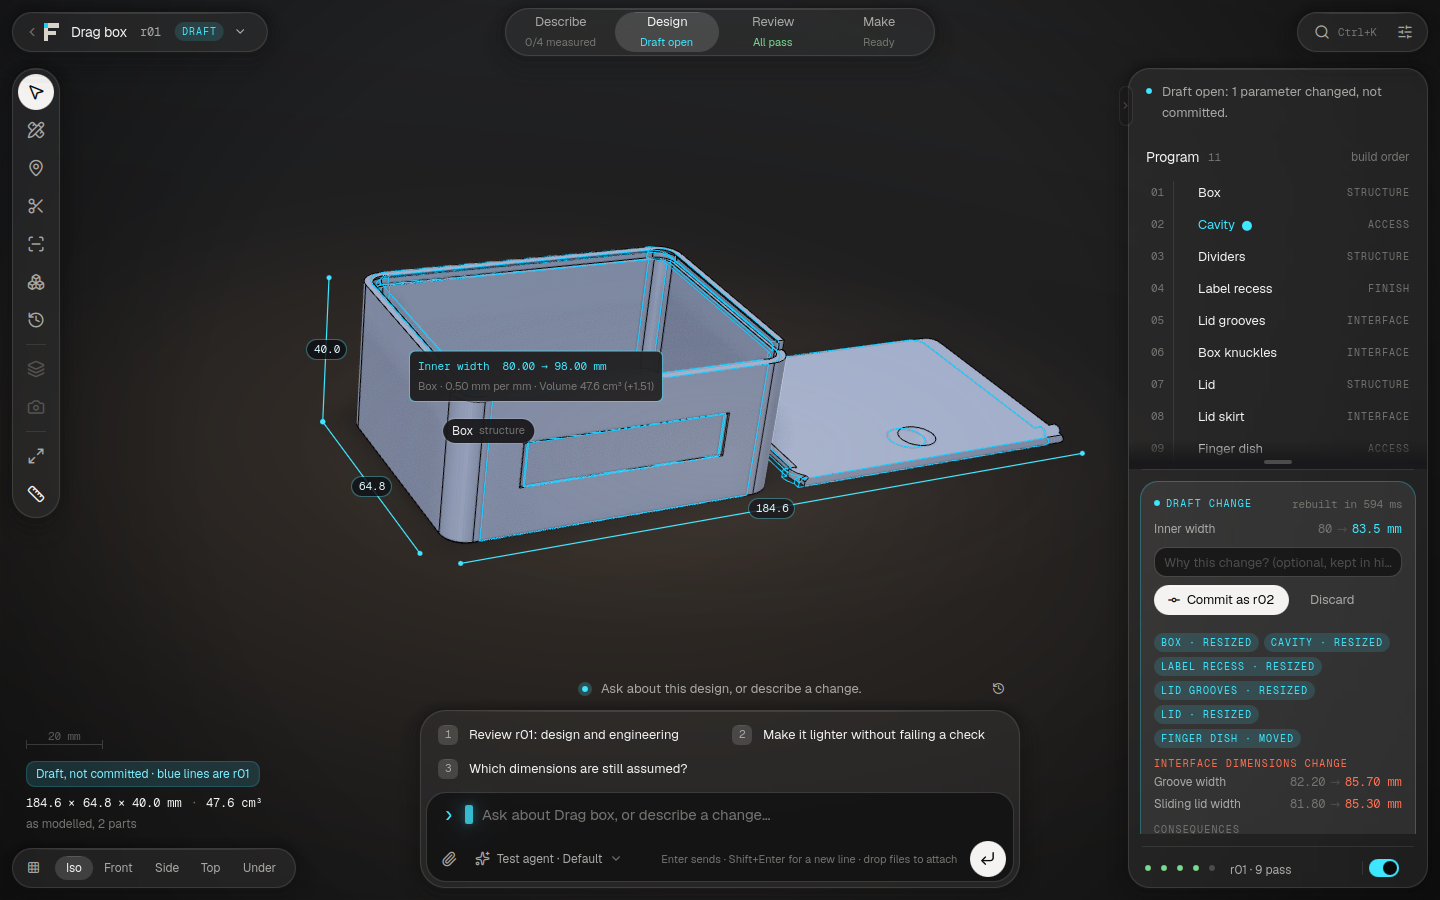 Drag box r01 DRAFT
Describe
0/4 measured
Design
Draft open
Review
All pass
Make
Ready
Ctrl+K
Draft open: 1 parameter changed, not
committed.
Program 11 build order
01 Box STRUCTURE
02 Cavity ACCESS
03 Dividers STRUCTURE
04 Label recess FINISH
05 Lid grooves INTERFACE
06 Box knuckles INTERFACE
07 Lid STRUCTURE
08 Lid skirt INTERFACE
09 Finger dish ACCESS
40.0
Inner width 80.00 → 98.00 mm
Box · 0.50 mm per mm · Volume 47.6 cm³ (+1.51)
Box structure
64.8
184.6
DRAFT CHANGE rebuilt in 594 ms
Inner width 80 → 83.5 mm
Why this change? (optional, kept in hi...
Commit as r02 Discard
BOX · RESIZED CAVITY · RESIZED
LABEL RECESS · RESIZED
LID GROOVES · RESIZED
LID · RESIZED
FINGER DISH · MOVED
INTERFACE DIMENSIONS CHANGE
Groove width 82.20 → 85.70 mm
Sliding lid width 81.80 → 85.30 mm
CONSEQUENCES
r01 · 9 pass
Ask about this design, or describe a change.
1 Review r01: design and engineering
2 Make it lighter without failing a check
3 Which dimensions are still assumed?
Ask about Drag box, or describe a change...
Test agent · Default
Enter sends · Shift+Enter for a new line · drop files to attach
20 mm
Draft, not committed · blue lines are r01
184.6 × 64.8 × 40.0 mm · 47.6 cm³
as modelled, 2 parts
Iso Front Side Top Under